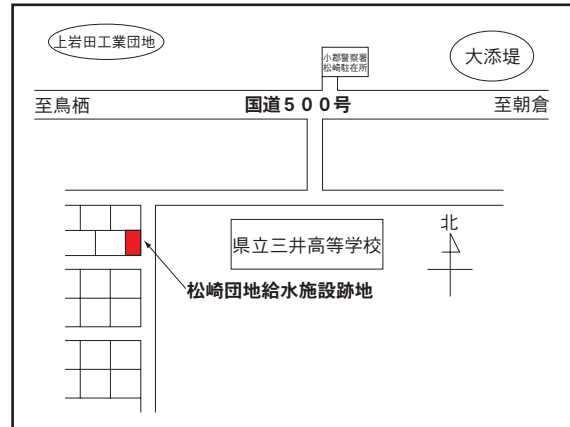 上岩田工業団地
小郡警察署
松崎駐在所
大添堤
至鳥栖
国道５００号
至朝倉
北
県立三井高等学校
松崎団地給水施設跡地